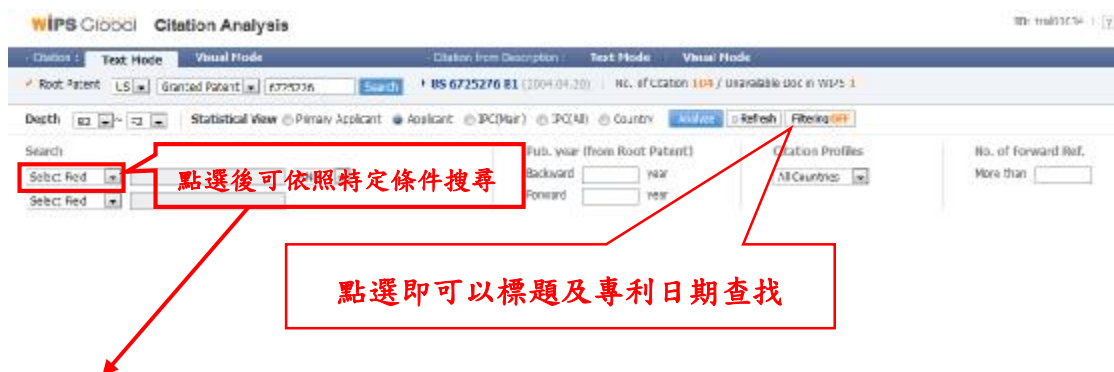 WIPS Global Citation Analysis
Citation : Text Mode Visual Mode Citation from Description : Text Mode Visual Mode
Root Patent US Granted Patent 6725276 Search US 6725276 B1 (2004.04.20) No. of Citation 104 / Unavailable Doc in WIPS 1
Depth Statistical View Primary Applicant Applicant IPC(Main) IPC(All) Country Analyze Refresh Filtering OFF
Search Pub. year (from Root Patent) Citation Profiles No. of Forward Ref.
Select Field 點選後可依照特定條件搜尋 Backward year All Countries More than
Select Field Forward year
點選即可以標題及專利日期查找